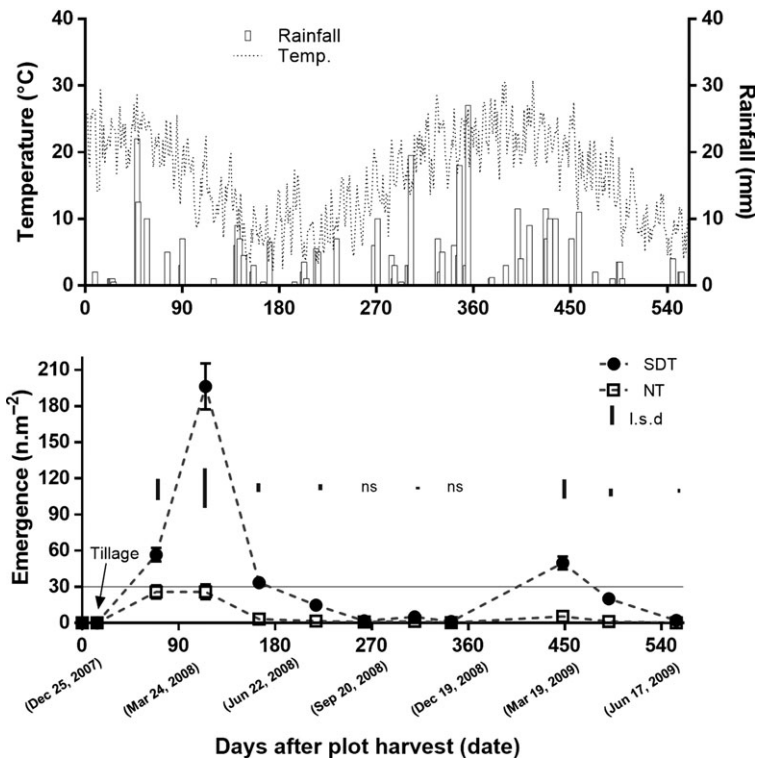 40
30
20
10
0
Temperature (°C)
Rainfall
Temp.
40
30
20
10
0
Rainfall (mm)
0 90 180 270 360 450 540
210
180
150
120
90
60
30
0
Emergence (n.m⁻²)
SDT
NT
l.s.d
ns ns
Tillage
0 90 180 270 360 450 540
(Dec 25, 2007) (Mar 24, 2008) (Jun 22, 2008) (Sep 20, 2008) (Dec 19, 2008) (Mar 19, 2009) (Jun 17, 2009)
Days after plot harvest (date)